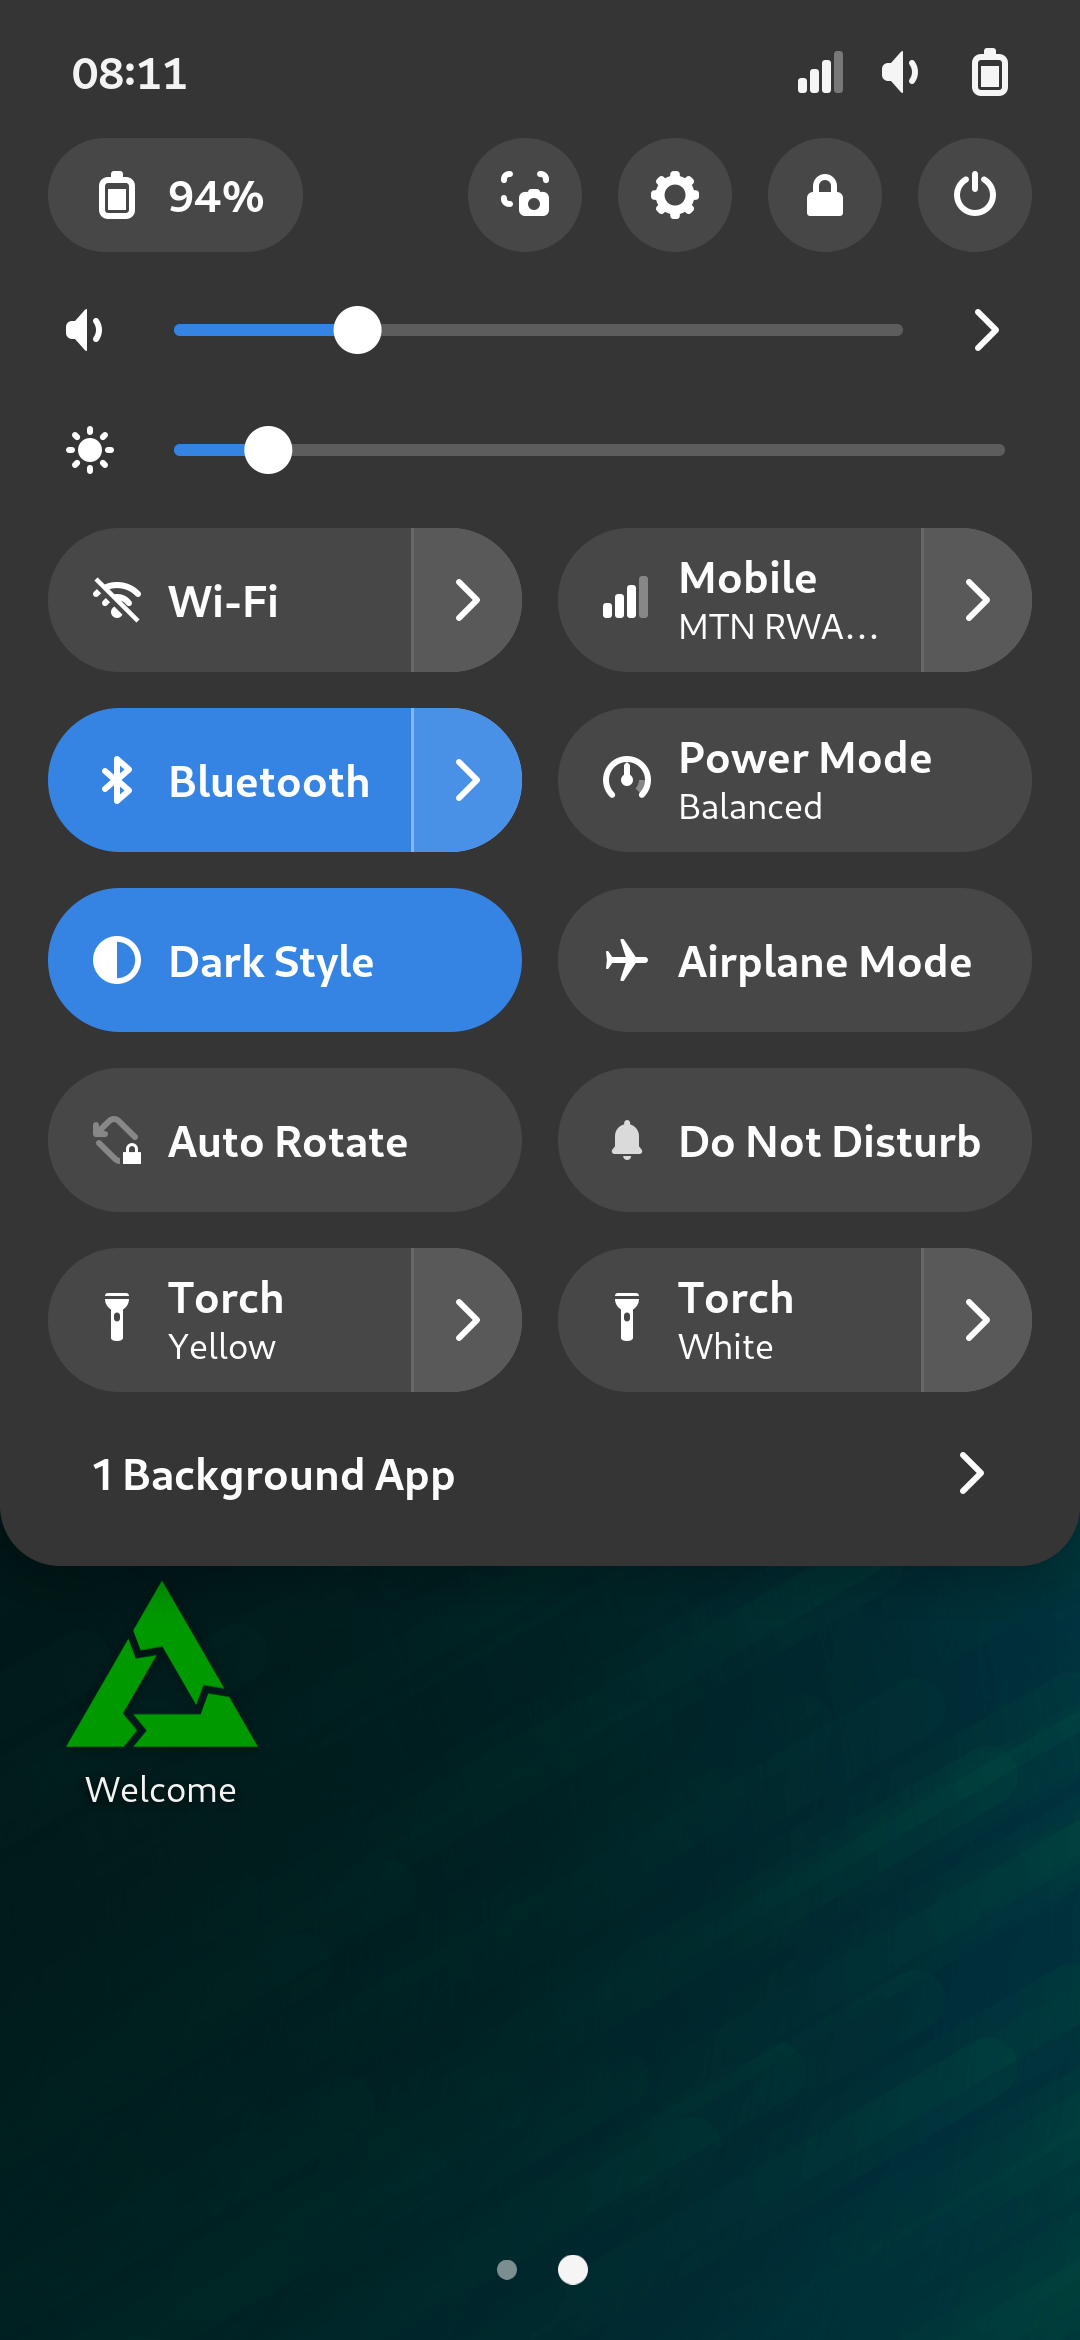 08:11
94%
Wi-Fi
Mobile
MTN RWA...
Bluetooth
Power Mode
Balanced
Dark Style
Airplane Mode
Auto Rotate
Do Not Disturb
Torch
Yellow
Torch
White
1 Background App
Welcome